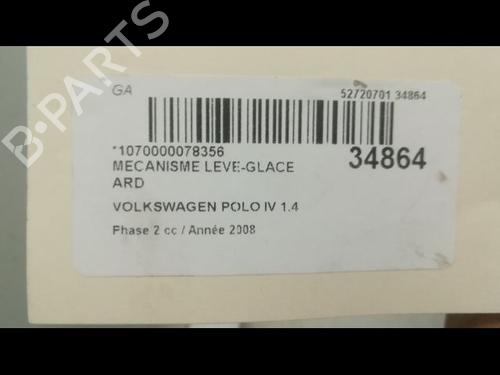 B-PARTS
GA
52720701 34864
*1070000078356
34864
MECANISME LEVE-GLACE
ARD
VOLKSWAGEN POLO IV 1.4
Phase 2 cc / Année 2008